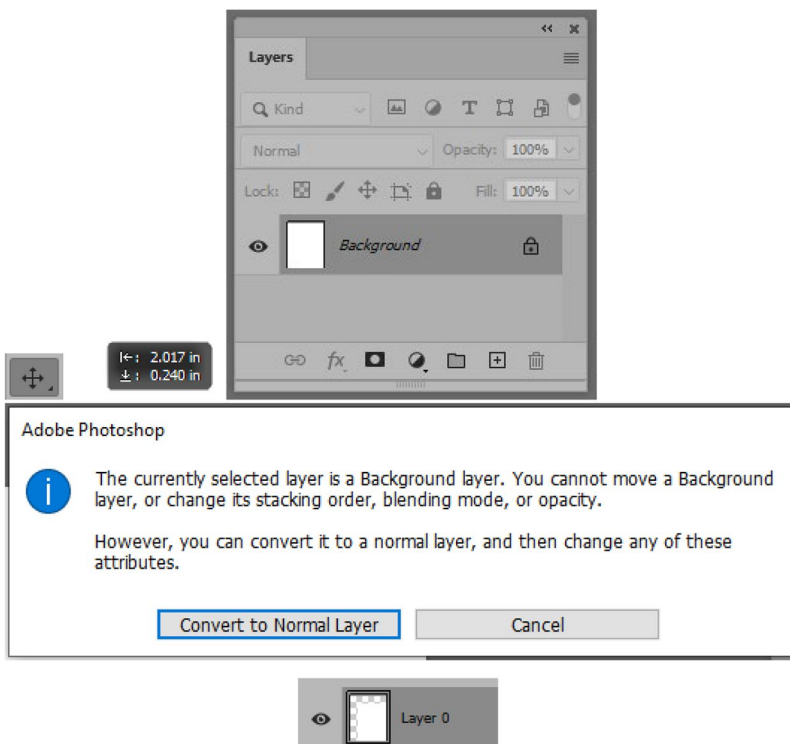 Layers
Kind
T
Normal Opacity: 100%
Lock: Fill: 100%
Background
fx
: 2.017 in
: 0.240 in
Adobe Photoshop
i
The currently selected layer is a Background layer. You cannot move a Background
layer, or change its stacking order, blending mode, or opacity.
However, you can convert it to a normal layer, and then change any of these
attributes.
Convert to Normal Layer Cancel
Layer 0